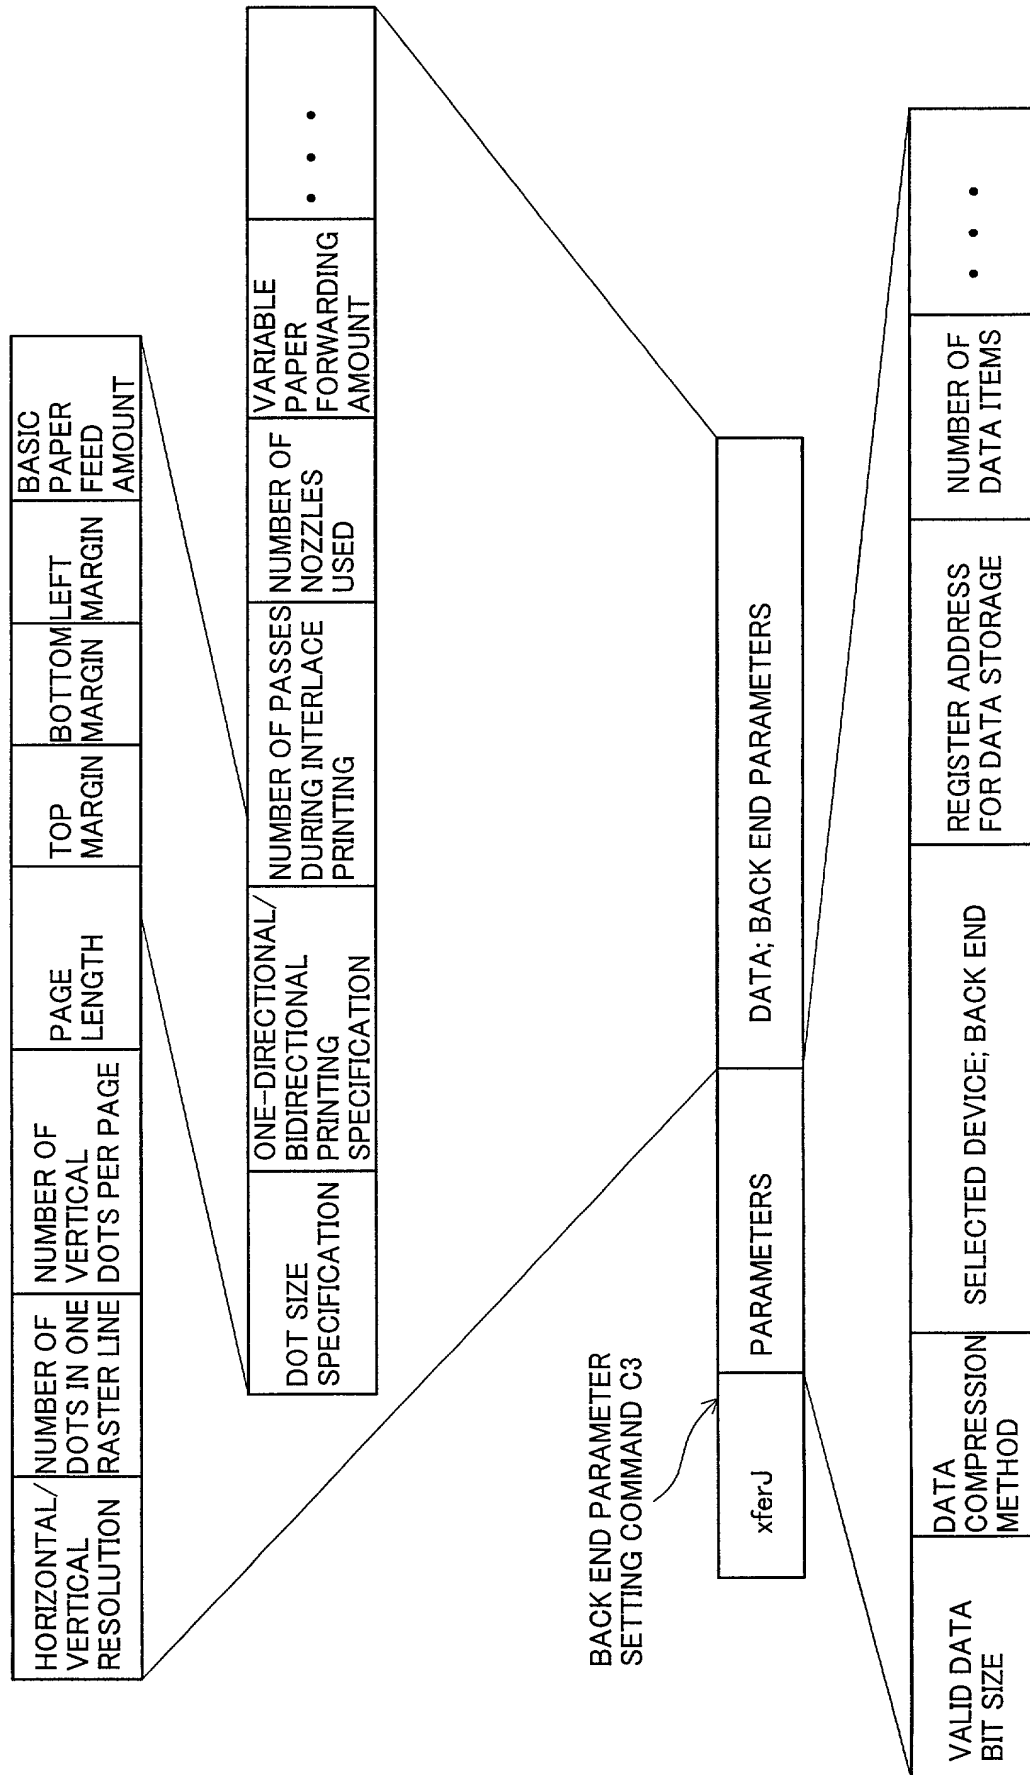 HORIZONTAL/
VERTICAL
RESOLUTION
NUMBER OF
DOTS IN ONE
RASTER LINE
NUMBER OF
VERTICAL
DOTS PER PAGE
PAGE
LENGTH
TOP
MARGIN
BOTTOM
MARGIN
LEFT
MARGIN
BASIC
PAPER
FEED
AMOUNT
DOT SIZE
SPECIFICATION
ONE-DIRECTIONAL/
BIDIRECTIONAL
PRINTING
SPECIFICATION
NUMBER OF PASSES
DURING INTERLACE
PRINTING
NUMBER OF
NOZZLES
USED
VARIABLE
PAPER
FORWARDING
AMOUNT
• • •
BACK END PARAMETER
SETTING COMMAND C3
xferJ
PARAMETERS
DATA; BACK END PARAMETERS
VALID DATA
BIT SIZE
DATA
COMPRESSION
METHOD
SELECTED DEVICE; BACK END
REGISTER ADDRESS
FOR DATA STORAGE
NUMBER OF
DATA ITEMS
• • •